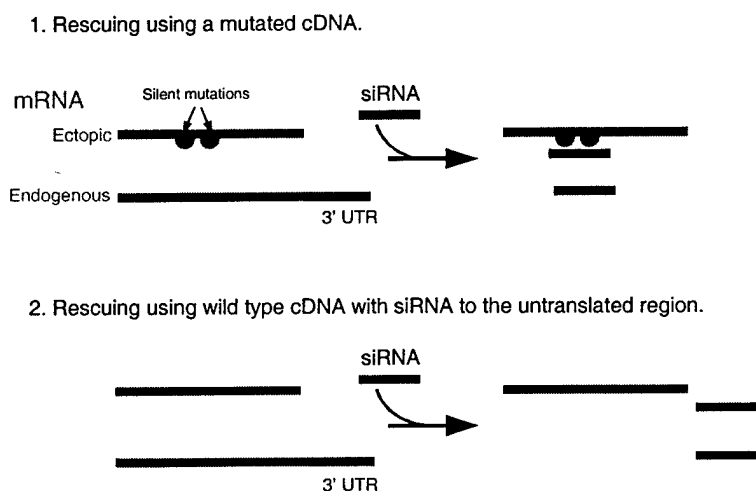 1. Rescuing using a mutated cDNA.
mRNA
Silent mutations
siRNA
Ectopic
Endogenous
3' UTR
2. Rescuing using wild type cDNA with siRNA to the untranslated region.
siRNA
3' UTR